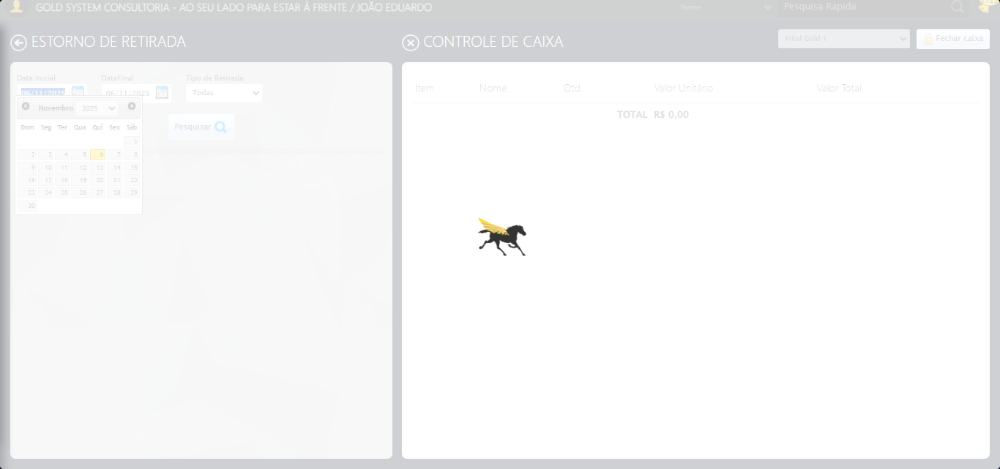 GOLD SYSTEM CONSULTORIA - AO SEU LADO PARA ESTAR À FRENTE / JOÃO EDUARDO
Nome
Pesquisa Rapida
ESTORNO DE RETIRADA
CONTROLE DE CAIXA
Filial Gold 1
Fechar caixa
Data Inicial
DataFinal
Tipo de Retirada
06/11/2025
06/11/2025
Todas
Pesquisar
Novembro 2025
Dom Seg Ter Qua Qui Sex Sáb
1
2 3 4 5 6 7 8
9 10 11 12 13 14 15
16 17 18 19 20 21 22
23 24 25 26 27 28 29
30
Item Nome Qtd. Valor Unitário Valor Total
TOTAL R$ 0,00